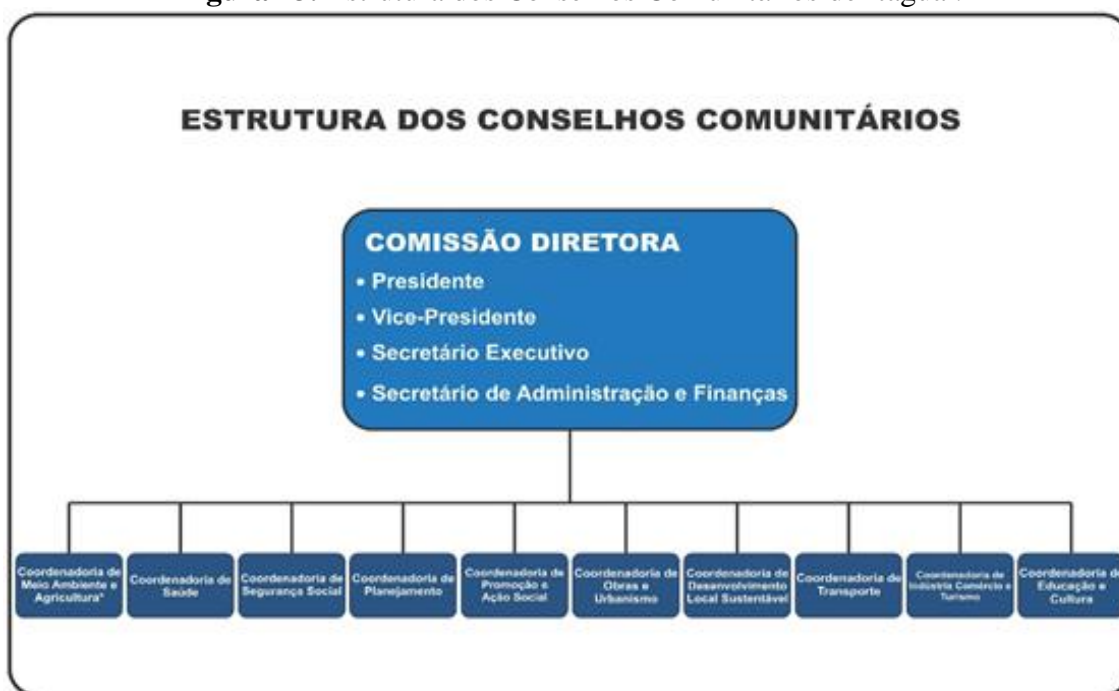 ESTRUTURA DOS CONSELHOS COMUNITÁRIOS
COMISSÃO DIRETORA
• Presidente
• Vice-Presidente
• Secretário Executivo
• Secretário de Administração e Finanças
Coordenadoria de
Meio Ambiente e
Agricultura*
Coordenadoria de
Saúde
Coordenadoria de
Segurança Social
Coordenadoria de
Planejamento
Coordenadoria de
Promoção e
Ação Social
Coordenadoria de
Obras e
Urbanismo
Coordenadoria de
Desenvolvimento
Local Sustentável
Coordenadoria de
Transporte
Coordenadoria de
Indústria Comércio e
Turismo
Coordenadoria de
Educação e
Cultura